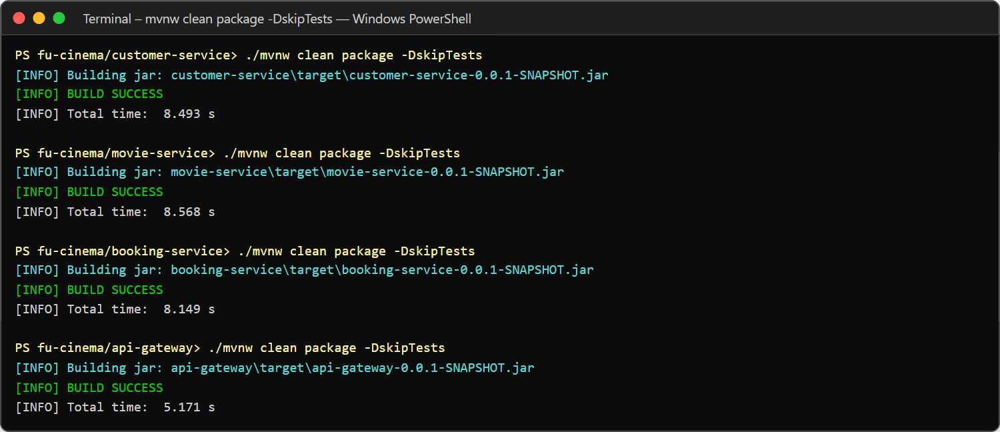 Terminal – mvnw clean package -DskipTests — Windows PowerShell
PS fu-cinema/customer-service> ./mvnw clean package -DskipTests
[INFO] Building jar: customer-service\target\customer-service-0.0.1-SNAPSHOT.jar
[INFO] BUILD SUCCESS
[INFO] Total time:  8.493 s
PS fu-cinema/movie-service> ./mvnw clean package -DskipTests
[INFO] Building jar: movie-service\target\movie-service-0.0.1-SNAPSHOT.jar
[INFO] BUILD SUCCESS
[INFO] Total time:  8.568 s
PS fu-cinema/booking-service> ./mvnw clean package -DskipTests
[INFO] Building jar: booking-service\target\booking-service-0.0.1-SNAPSHOT.jar
[INFO] BUILD SUCCESS
[INFO] Total time:  8.149 s
PS fu-cinema/api-gateway> ./mvnw clean package -DskipTests
[INFO] Building jar: api-gateway\target\api-gateway-0.0.1-SNAPSHOT.jar
[INFO] BUILD SUCCESS
[INFO] Total time:  5.171 s